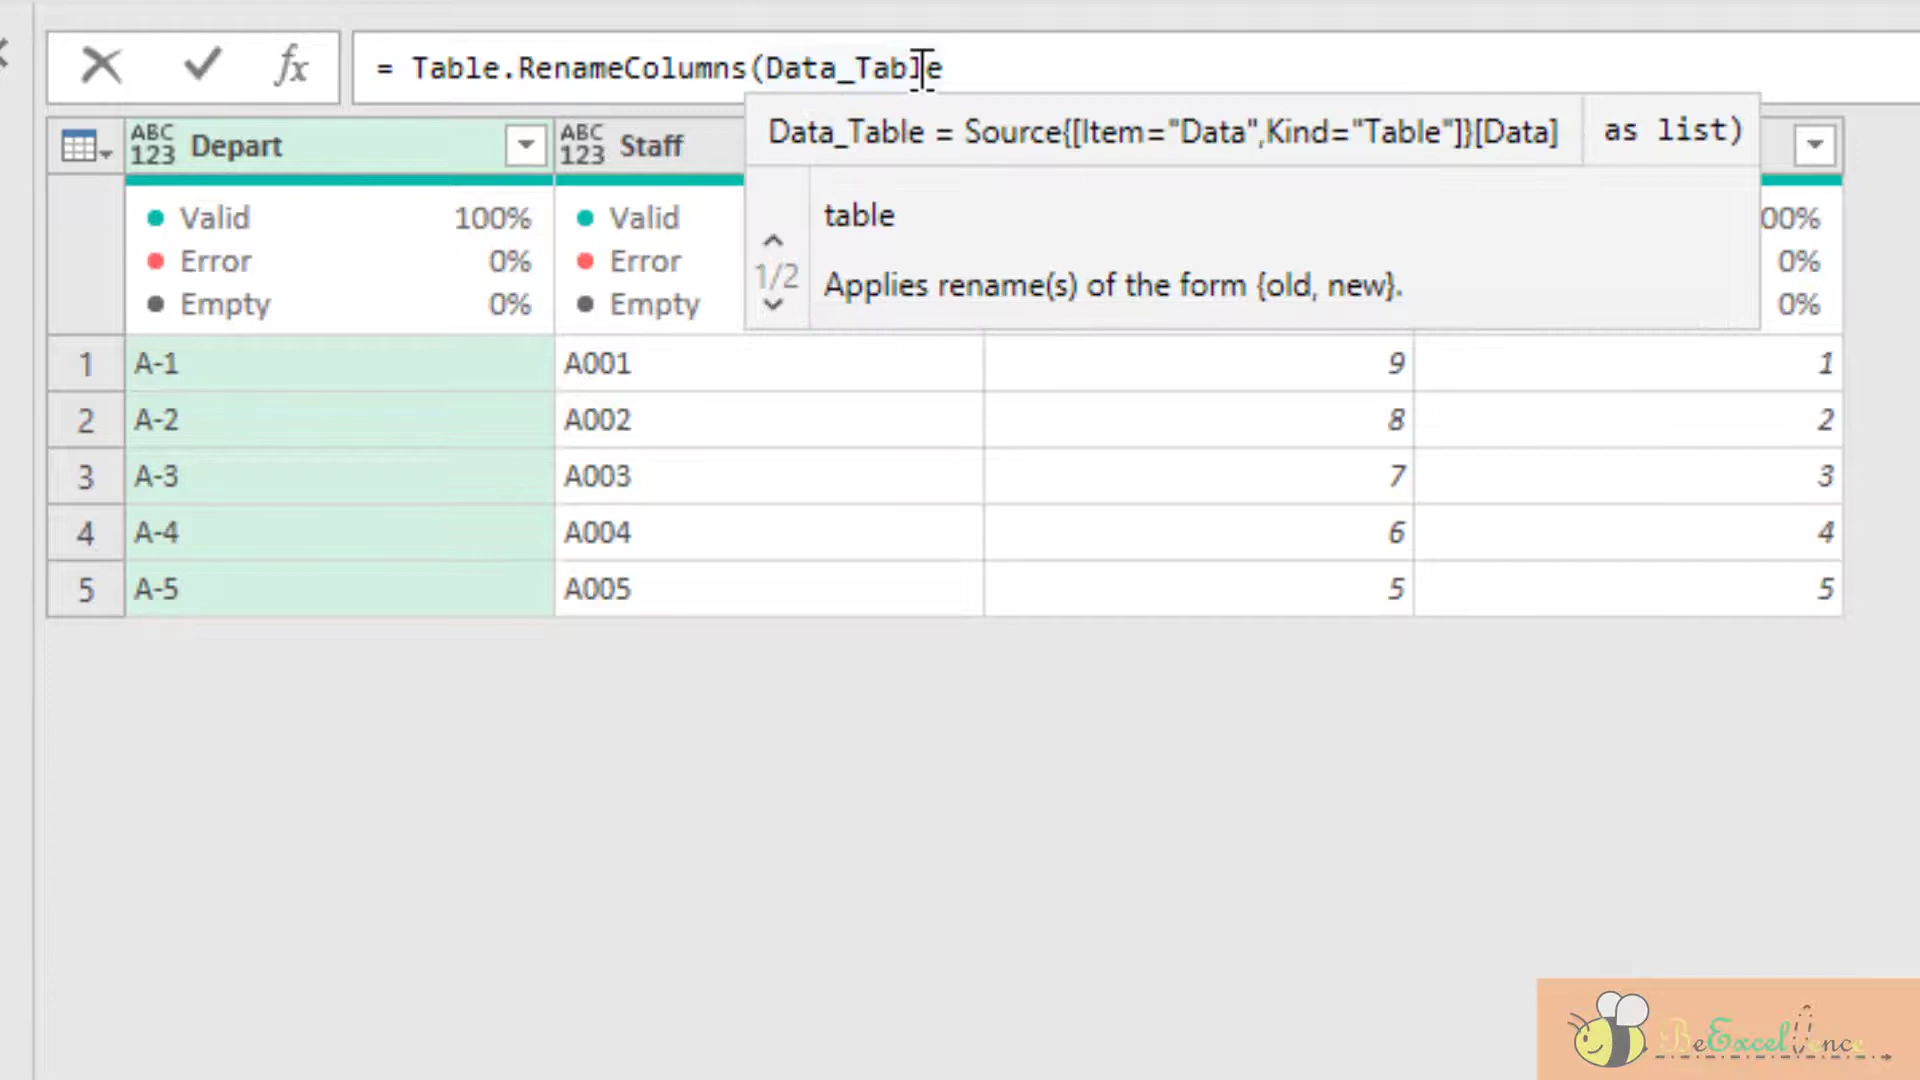 fx = Table.RenameColumns(Data_Table
Data_Table = Source{[Item="Data",Kind="Table"]}[Data] as list)
ABC 123 Depart ABC 123 Staff
table
Valid 100% Valid 00%
Error 0% Error 0%
1/2
Applies rename(s) of the form {old, new}.
Empty 0% Empty 0%
1 A-1 A001 9 1
2 A-2 A002 8 2
3 A-3 A003 7 3
4 A-4 A004 6 4
5 A-5 A005 5 5
BeExcellence